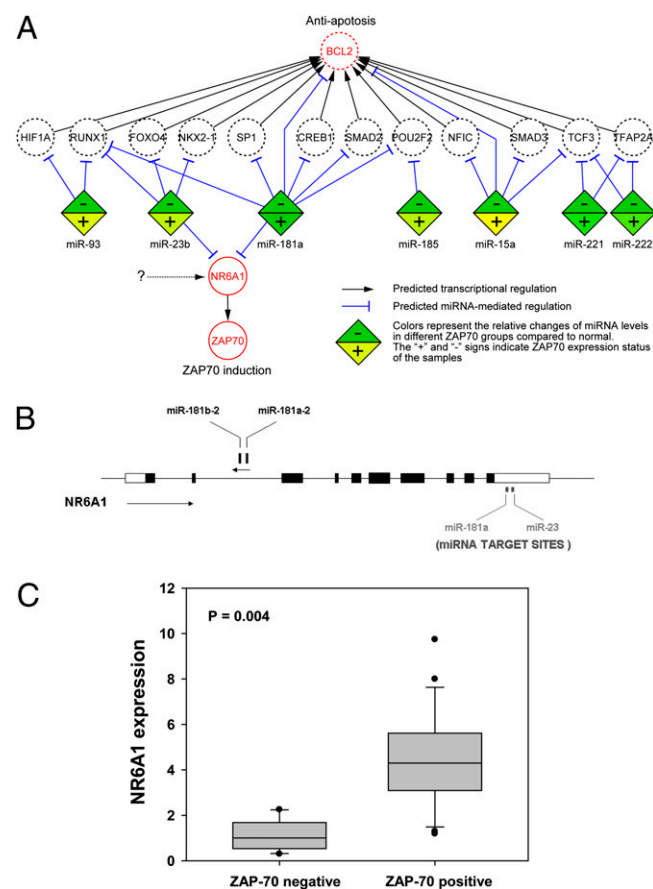 A
Anti-apotosis
BCL2
HIF1A RUNX1 FOXO4 NKX2-1 SP1 CREB1 SMAD2 POU2F2 NFIC SMAD3 TCF3 TFAP2A
- - - - - - -
+ + + + + + +
miR-93 miR-23b miR-181a miR-185 miR-15a miR-221 miR-222
? NR6A1
ZAP70
ZAP70 induction
Predicted transcriptional regulation
Predicted miRNA-mediated regulation
- +
Colors represent the relative changes of miRNA levels
in different ZAP70 groups compared to normal.
The "+" and "-" signs indicate ZAP70 expression status
of the samples
B
miR-181b-2 miR-181a-2
NR6A1
miR-181a miR-23
(miRNA TARGET SITES )
C
P = 0.004
NR6A1 expression
12
10
8
6
4
2
0
ZAP-70 negative ZAP-70 positive